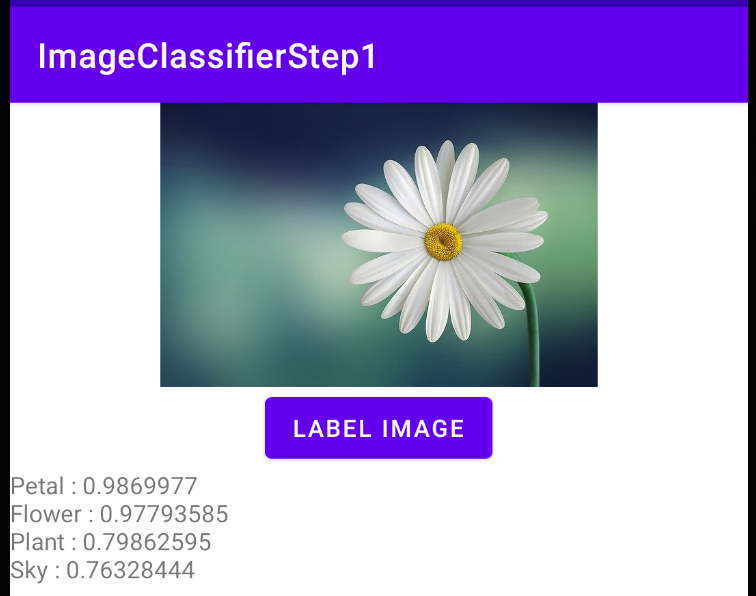 ImageClassifierStep1
LABEL IMAGE
Petal : 0.9869977
Flower : 0.97793585
Plant : 0.79862595
Sky : 0.76328444